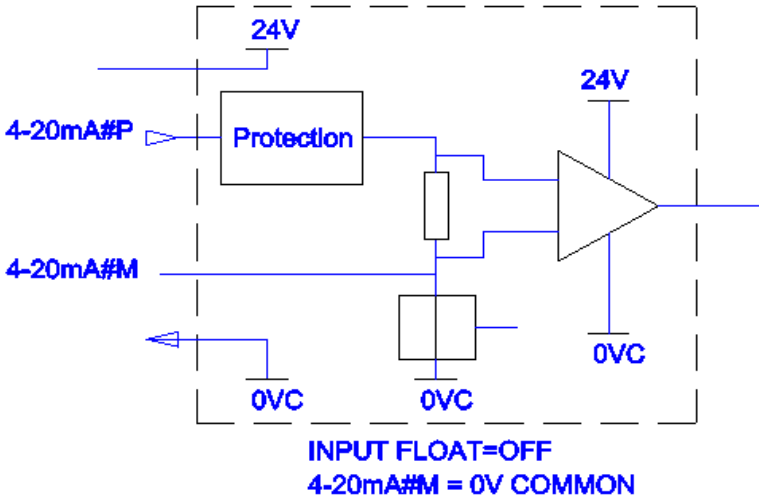 24V
24V
4-20mA#P
Protection
4-20mA#M
0VC
0VC
0VC
INPUT FLOAT=OFF
4-20mA#M = 0V COMMON